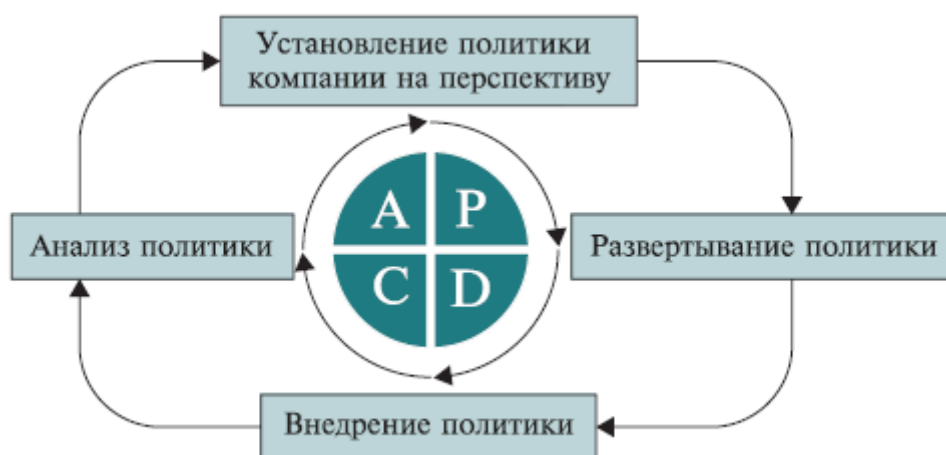 Установление политики
компании на перспективу
A P
Анализ политики
Развертывание политики
C D
Внедрение политики